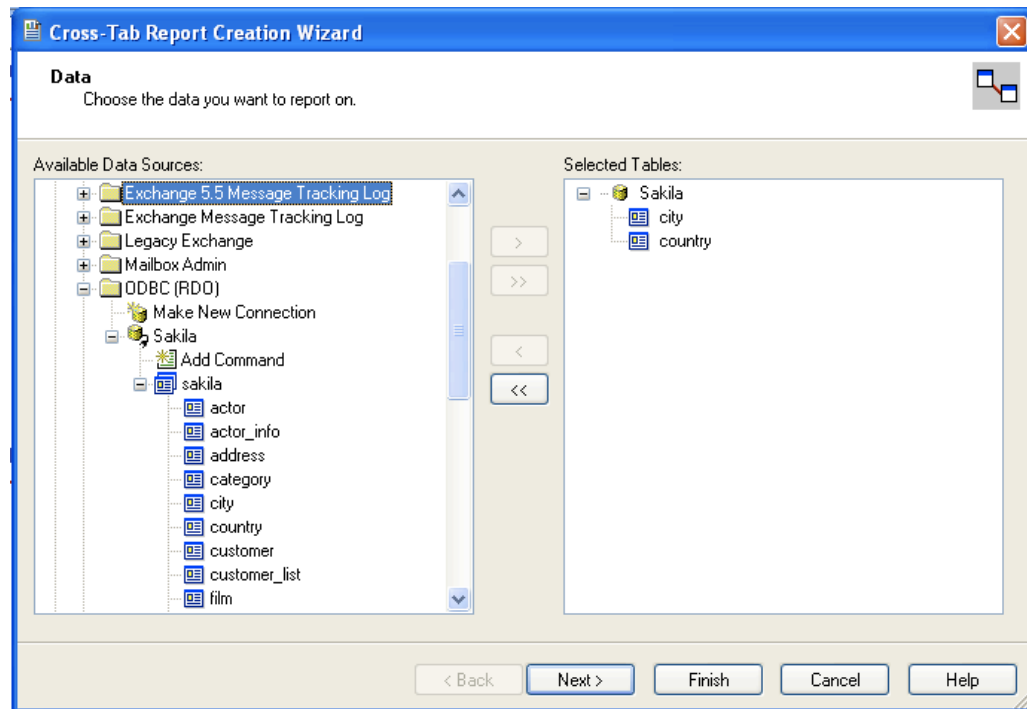 Cross-Tab Report Creation Wizard
Data
Choose the data you want to report on.
Available Data Sources:
Exchange 5.5 Message Tracking Log
Exchange Message Tracking Log
Legacy Exchange
Mailbox Admin
ODBC (RDO)
Make New Connection
Sakila
Add Command
sakila
actor
actor_info
address
category
city
country
customer
customer_list
film
>
>>
<
<<
Selected Tables:
Sakila
city
country
< Back
Next >
Finish
Cancel
Help